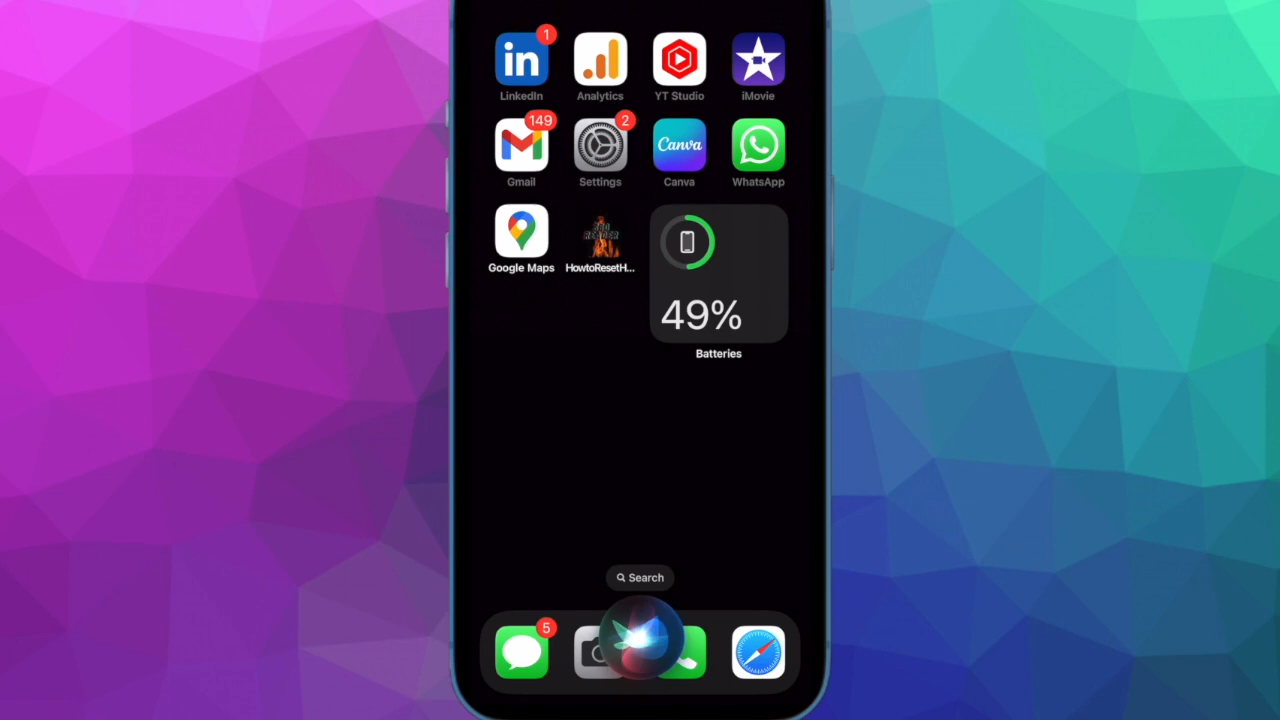 in
1
LinkedIn
Analytics
YT Studio
iMovie
149
Gmail
2
Settings
Canva
Canva
WhatsApp
Google Maps
HowtoResetH...
49%
Batteries
Search
5